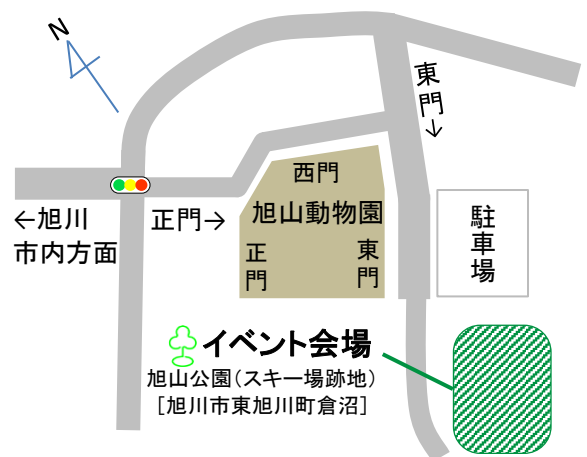 N
東門↓
西門
旭山動物園
正門
東門
駐車場
←旭川
市内方面
正門→
イベント会場
旭山公園(スキー場跡地)
[旭川市東旭川町倉沼]